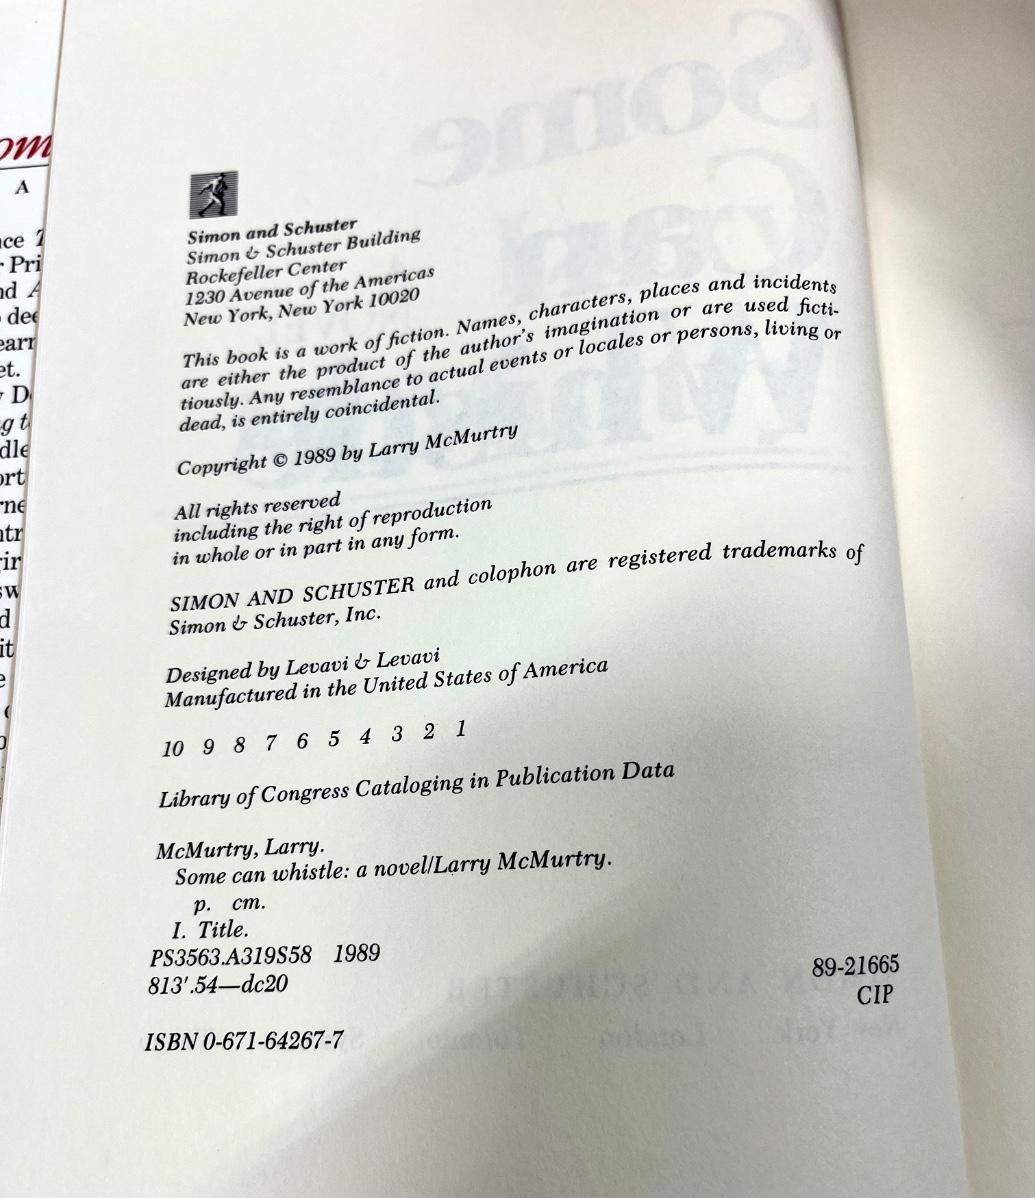 om
A
Simon and Schuster
Simon & Schuster Building
Rockefeller Center
1230 Avenue of the Americas
New York, New York 10020
This book is a work of fiction. Names, characters, places and incidents
are either the product of the author's imagination or are used ficti-
tiously. Any resemblance to actual events or locales or persons, living or
dead, is entirely coincidental.
Copyright © 1989 by Larry McMurtry
All rights reserved
including the right of reproduction
in whole or in part in any form.
SIMON AND SCHUSTER and colophon are registered trademarks of
Simon & Schuster, Inc.
Designed by Levavi & Levavi
Manufactured in the United States of America
10 9 8 7 6 5 4 3 2 1
Library of Congress Cataloging in Publication Data
McMurtry, Larry.
Some can whistle: a novel/Larry McMurtry.
p. cm.
I. Title.
PS3563.A319S58 1989
813'.54—dc20
89-21665
CIP
ISBN 0-671-64267-7